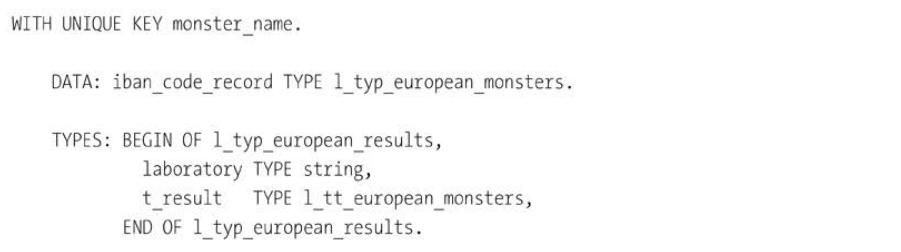 WITH UNIQUE KEY monster_name.
DATA: iban_code_record TYPE l_typ_european_monsters.
TYPES: BEGIN OF l_typ_european_results,
laboratory TYPE string,
t_result TYPE l_tt_european_monsters,
END OF l_typ_european_results.